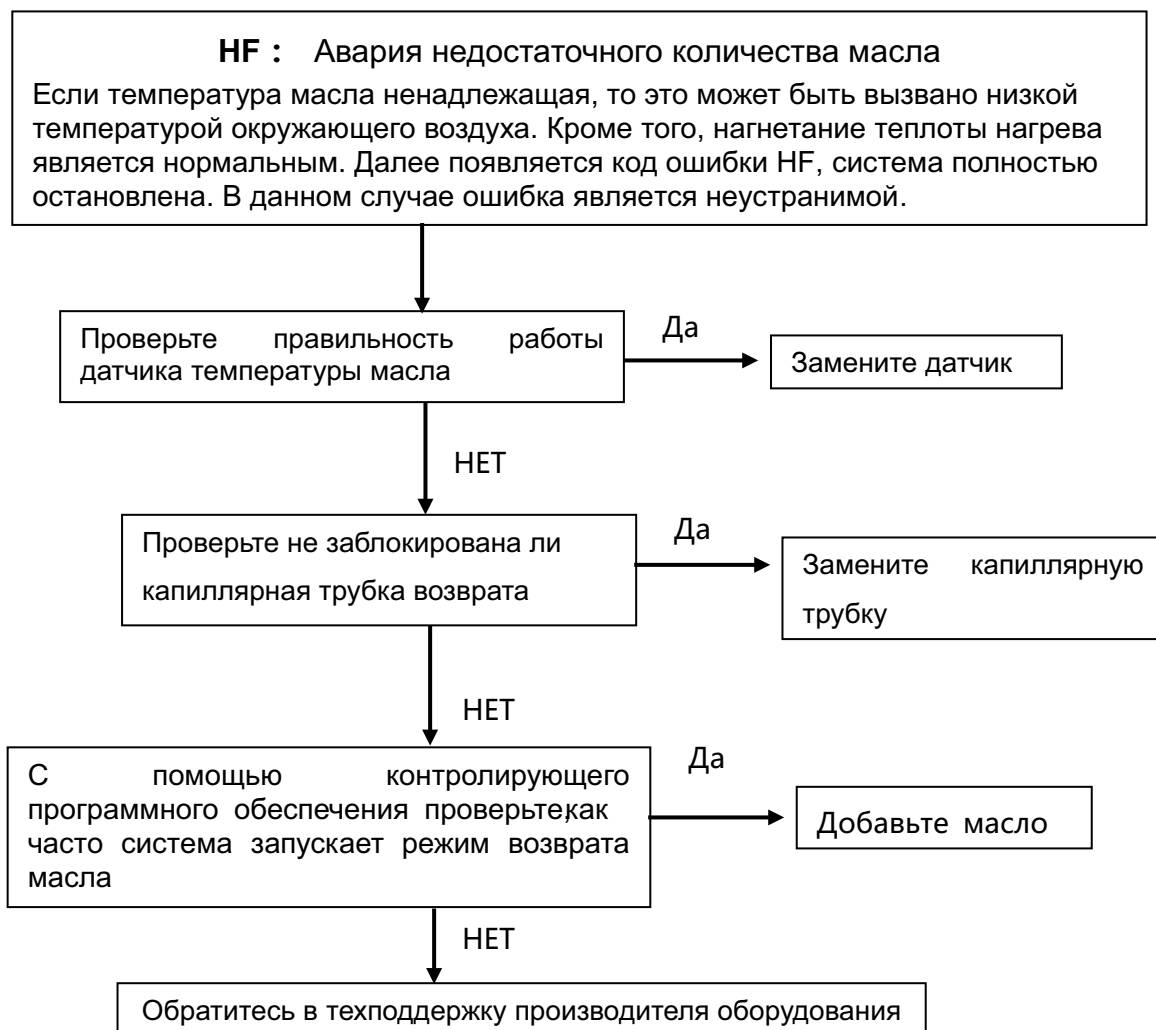 HF : Авария недостаточного количества масла
Если температура масла ненадлежащая, то это может быть вызвано низкой
температурой окружающего воздуха. Кроме того, нагнетание теплоты нагрева
является нормальным. Далее появляется код ошибки HF, система полностью
остановлена. В данном случае ошибка является неустранимой.
Проверьте правильность работы
датчика температуры масла
Да
Замените датчик
НЕТ
Проверьте не заблокирована ли
капиллярная трубка возврата
Да
Замените капиллярную
трубку
НЕТ
С помощью контролирующего
программного обеспечения проверьте,как
часто система запускает режим возврата
масла
Да
Добавьте масло
НЕТ
Обратитесь в техподдержку производителя оборудования